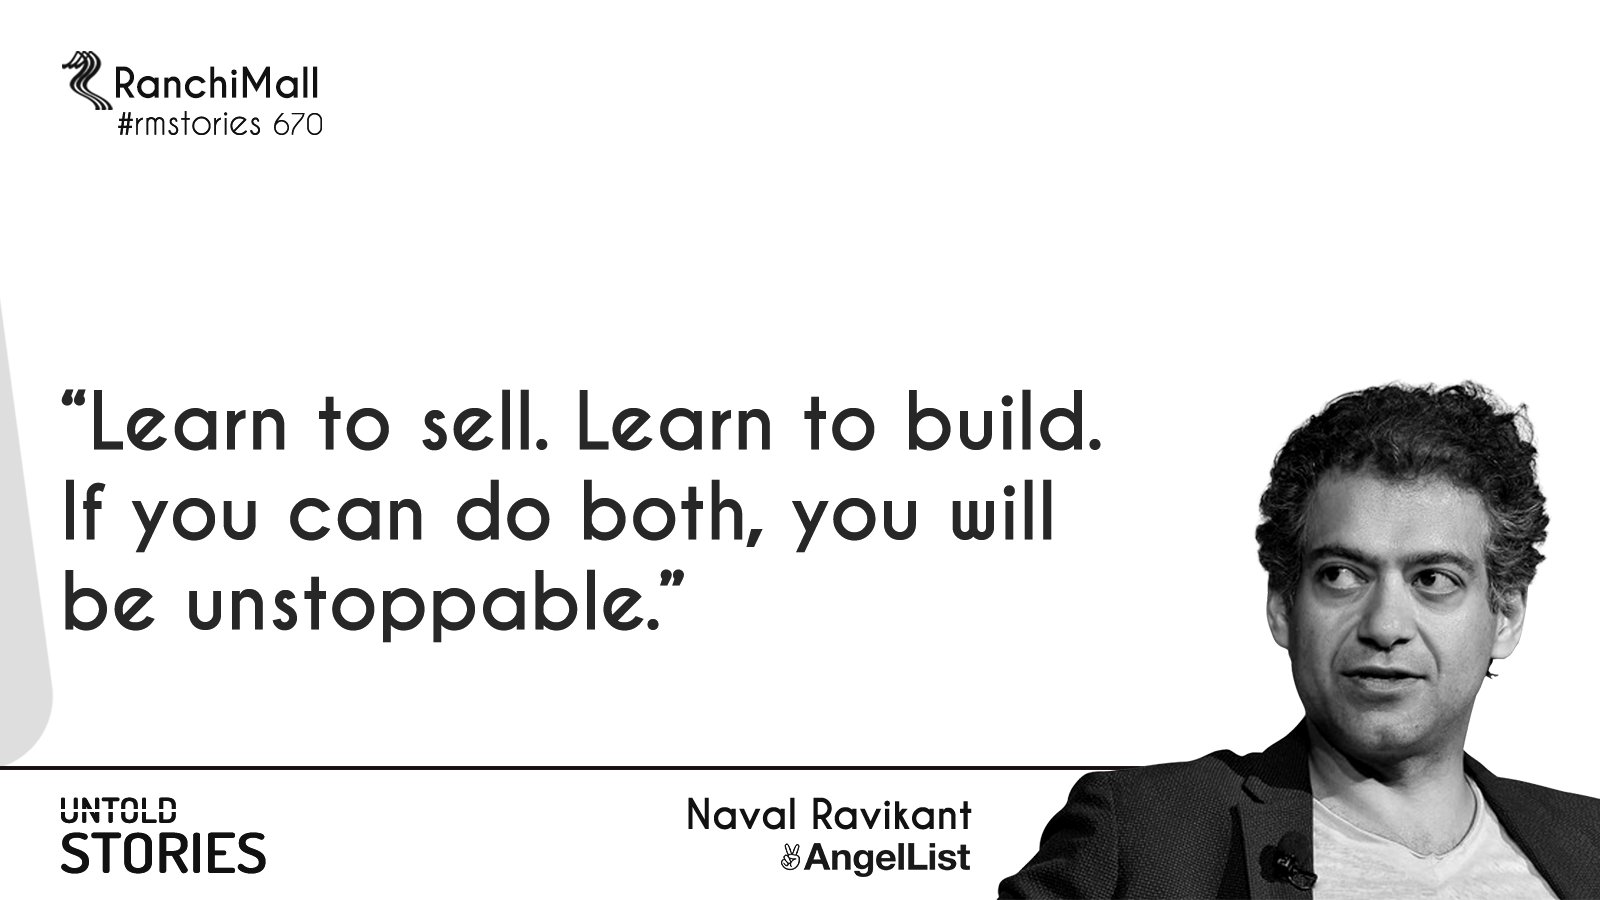 RanchiMall
#rmstories 670
“Learn to sell. Learn to build.
If you can do both, you will
be unstoppable.”
UNTOLD
STORIES
Naval Ravikant
AngelList